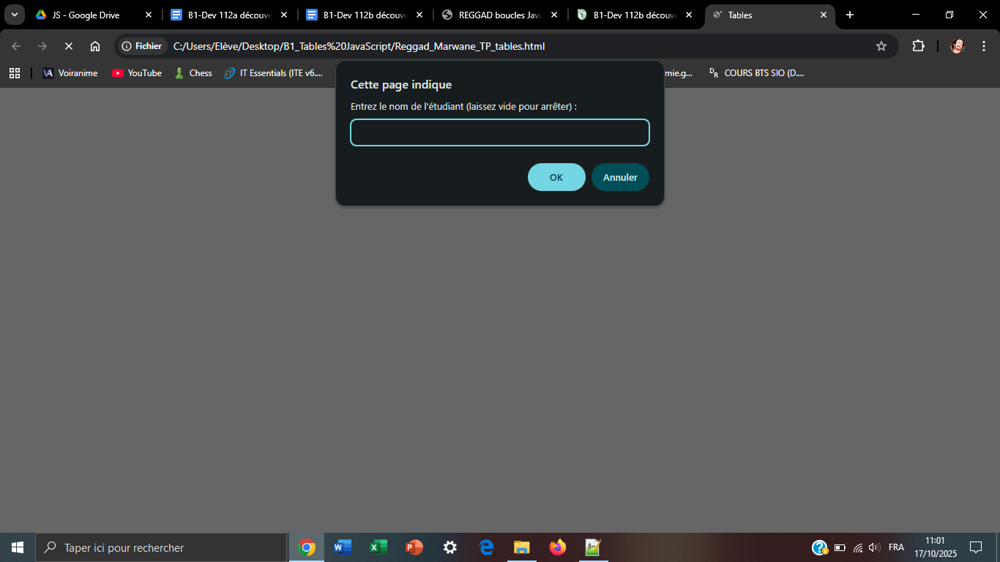 JS - Google Drive
B1-Dev 112a découve
B1-Dev 112b découve
REGGAD boucles Java
B1-Dev 112b découv
Tables
Fichier
C:/Users/Elève/Desktop/B1_Tables%20JavaScript/Reggad_Marwane_TP_tables.html
VA Voiranime
YouTube
Chess
IT Essentials (ITE v6....
mie.g...
DR COURS BTS SIO (D....
Cette page indique
Entrez le nom de l'étudiant (laissez vide pour arrêter) :
OK
Annuler
Taper ici pour rechercher
FRA
11:01
17/10/2025